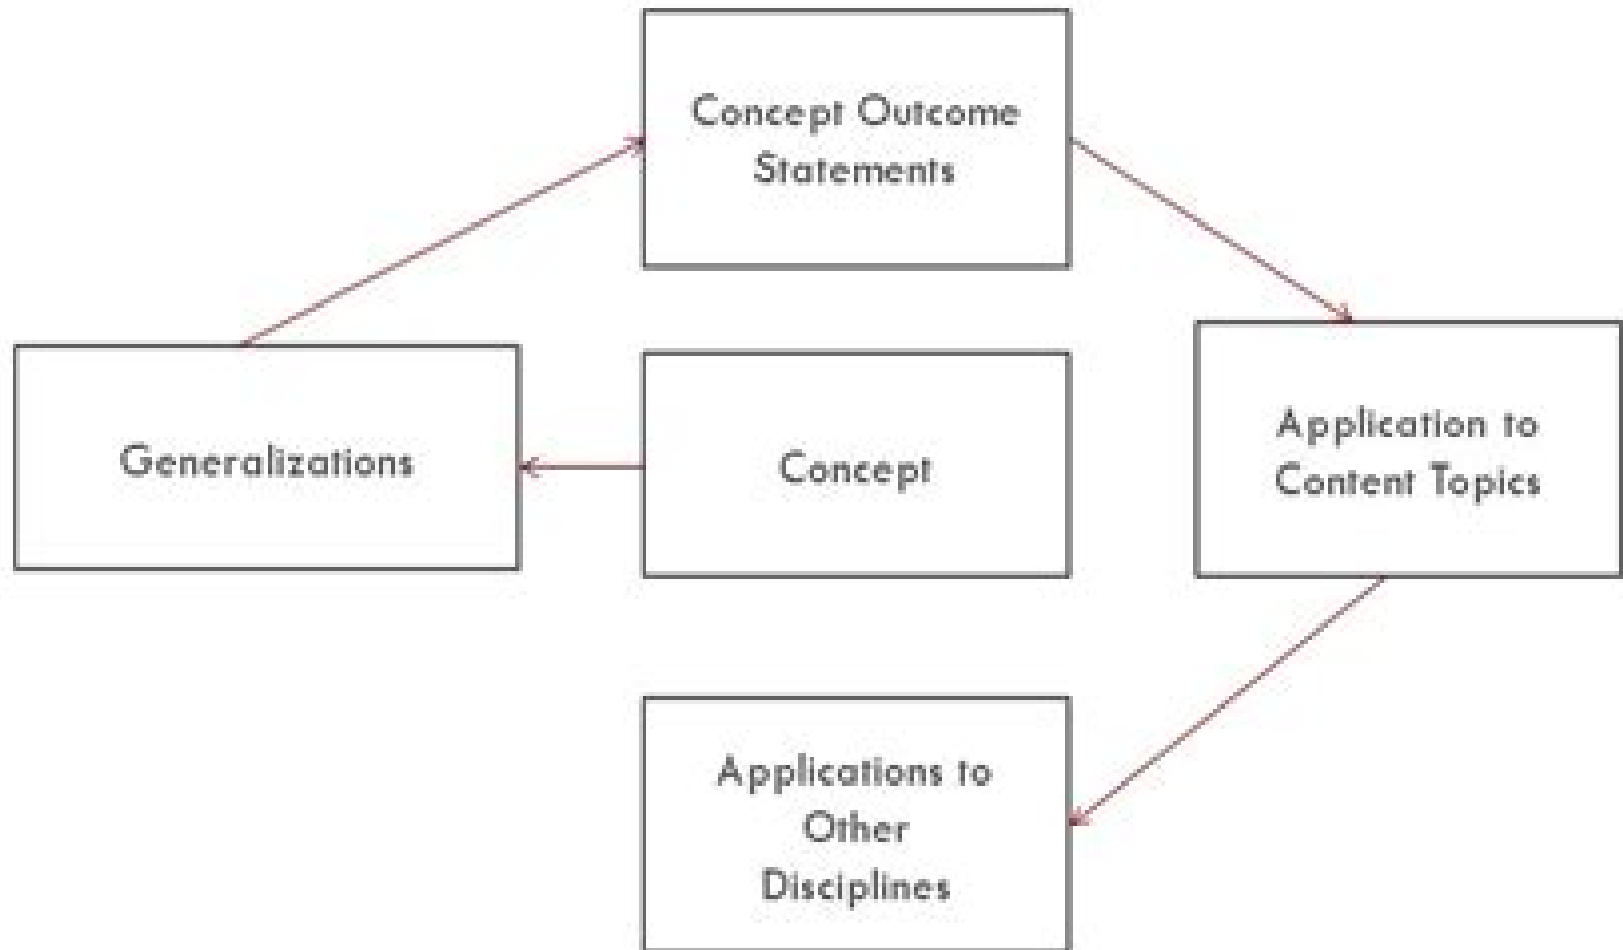 Concept Outcome
Statements
Generalizations
Concept
Application to
Content Topics
Applications to
Other
Disciplines